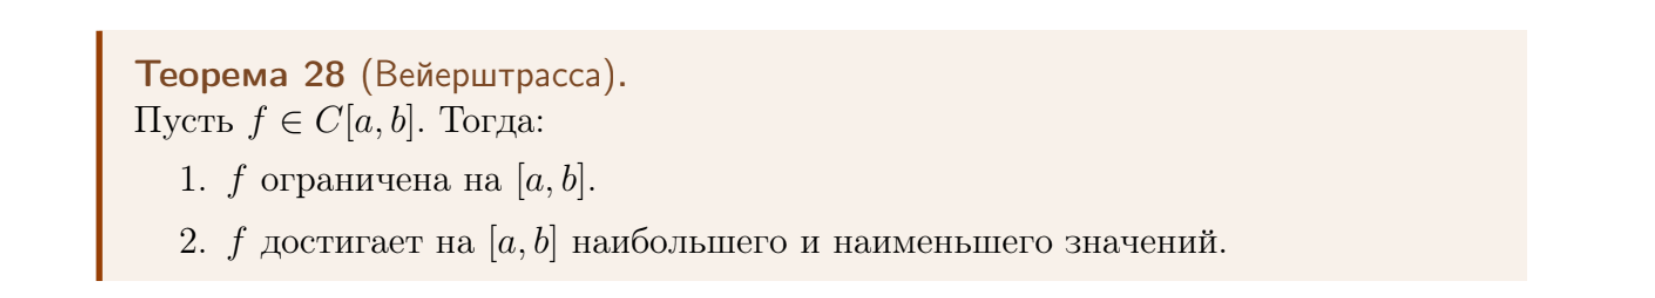 Теорема 28 (Вейерштрасса).
Пусть f ∈ C[a, b]. Тогда:
1. f ограничена на [a, b].
2. f достигает на [a, b] наибольшего и наименьшего значений.